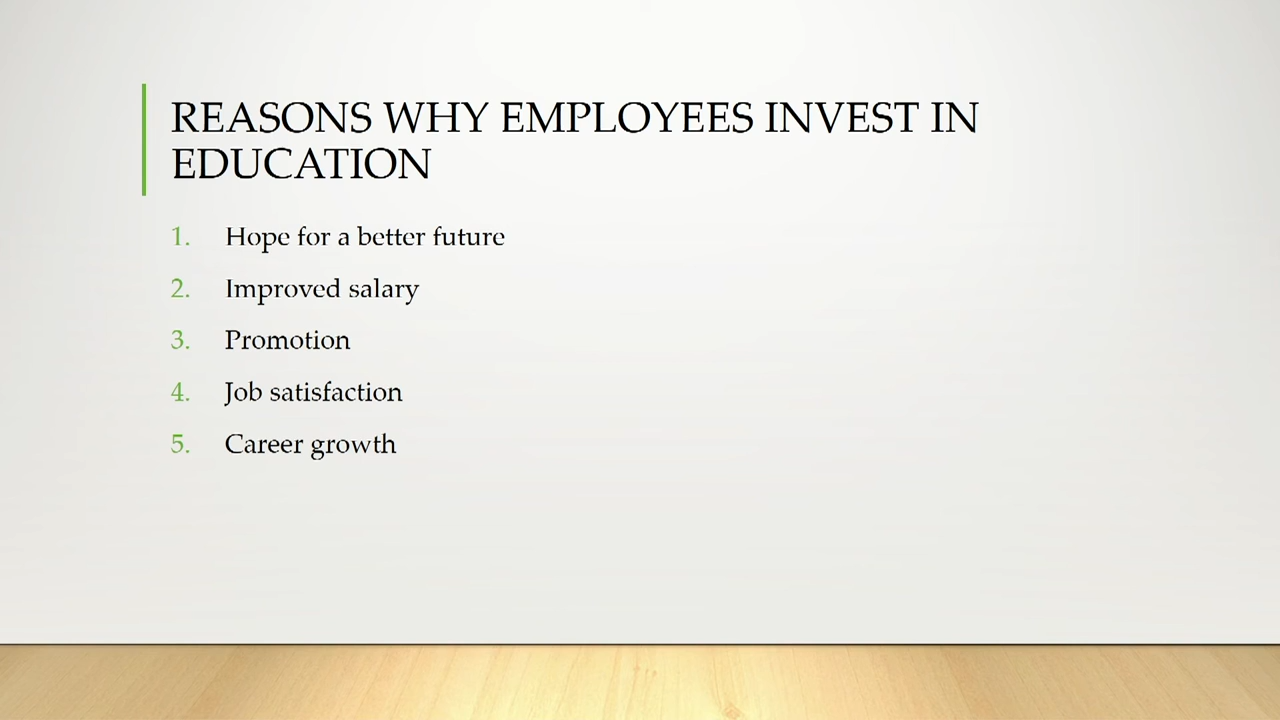 REASONS WHY EMPLOYEES INVEST IN
EDUCATION
1. Hope for a better future
2. Improved salary
3. Promotion
4. Job satisfaction
5. Career growth